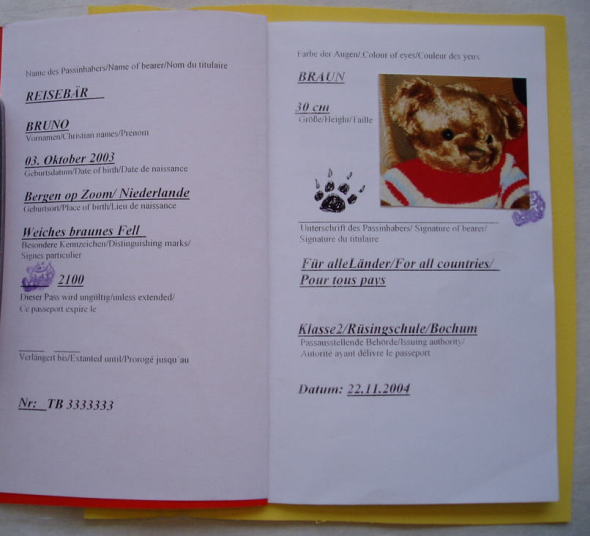 Name des Passinhabers/Name of bearer/Nom du titulaire
REISEBÄR
BRUNO
Vornamen/Christian names/Prenom
03. Oktober 2003
Geburtsdatum/Date of birth/Date de naissance
Bergen op Zoom/ Niederlande
Geburtsort/Place of birth/Lieu de naissance
Weiches braunes Fell
Besondere Kennzeichen/Distinguishing marks/
Signes particulier
2100
Dieser Pass wird ungültig/unless extended/
Ce passeport expire le
Verlängert bis/Extanted until/Prorogé jusqu´au
Nr: TB 3333333
Farbe der Augen/.Colour of eyes/Couleur des yeux
BRAUN
30 cm
Größe/Height/Taille
Unterschrift des Passinhabers/ Signature of bearer/
Signature du titulaire
Für alleLänder/For all countries/
Pour tous pays
Klasse2/Rüsingschule/Bochum
Passausstellende Behörde/Issuing authority/
Autorité ayant délivre le passeport
Datum: 22.11.2004